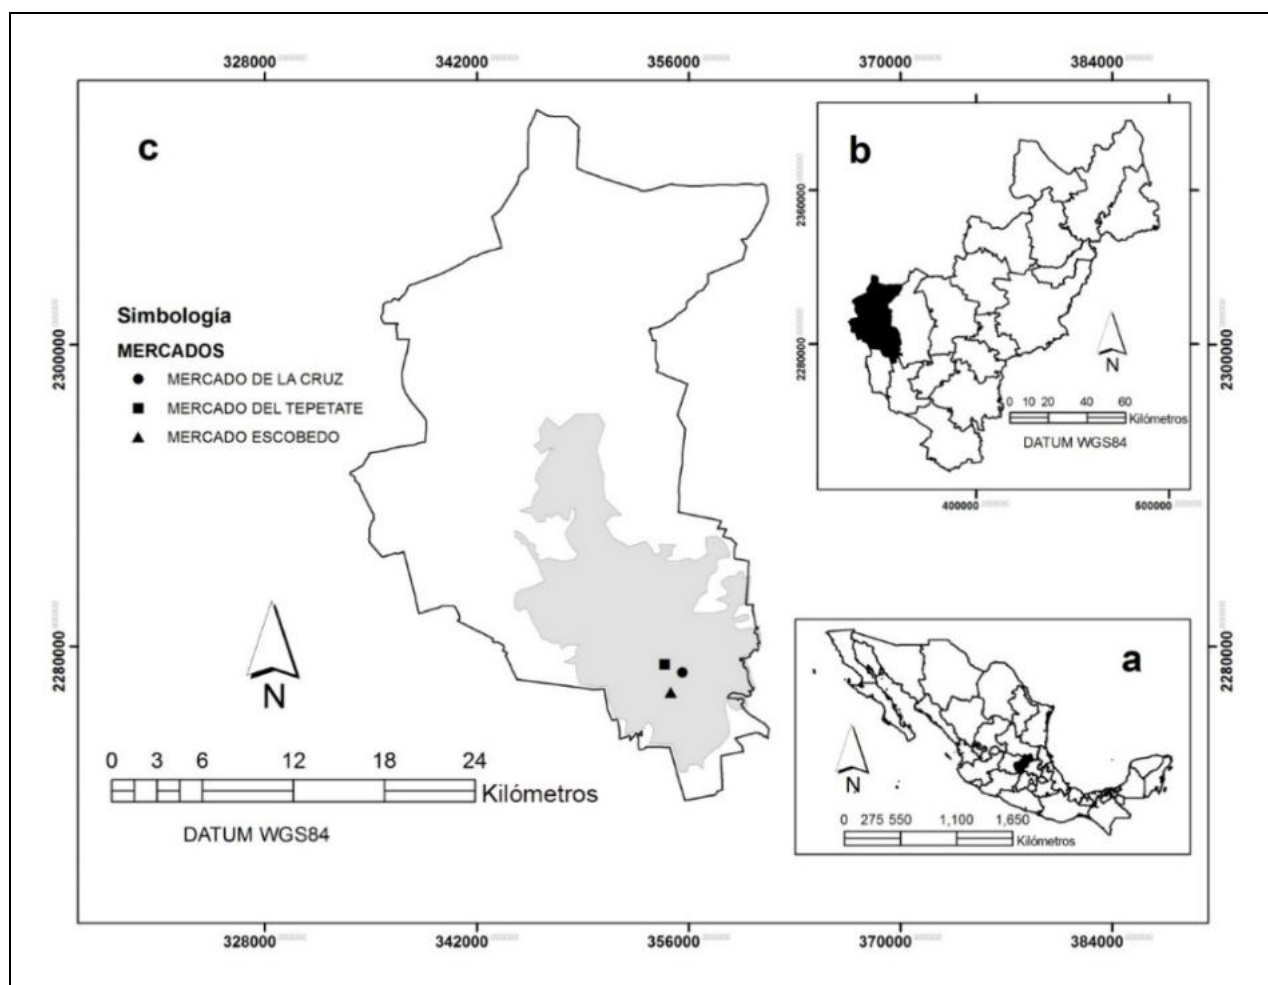 328000 342000 356000 370000 384000
c
Simbología
MERCADOS
MERCADO DE LA CRUZ
MERCADO DEL TEPETATE
MERCADO ESCOBEDO
2300000
2280000
N
0 3 6 12 18 24
Kilómetros
DATUM WGS84
b
2360000
2280000
N
0 10 20 40 60
Kilómetros
DATUM WGS84
400000 500000
2300000
2280000
a
N
0 275 550 1,100 1,650
Kilómetros
328000 342000 356000 370000 384000